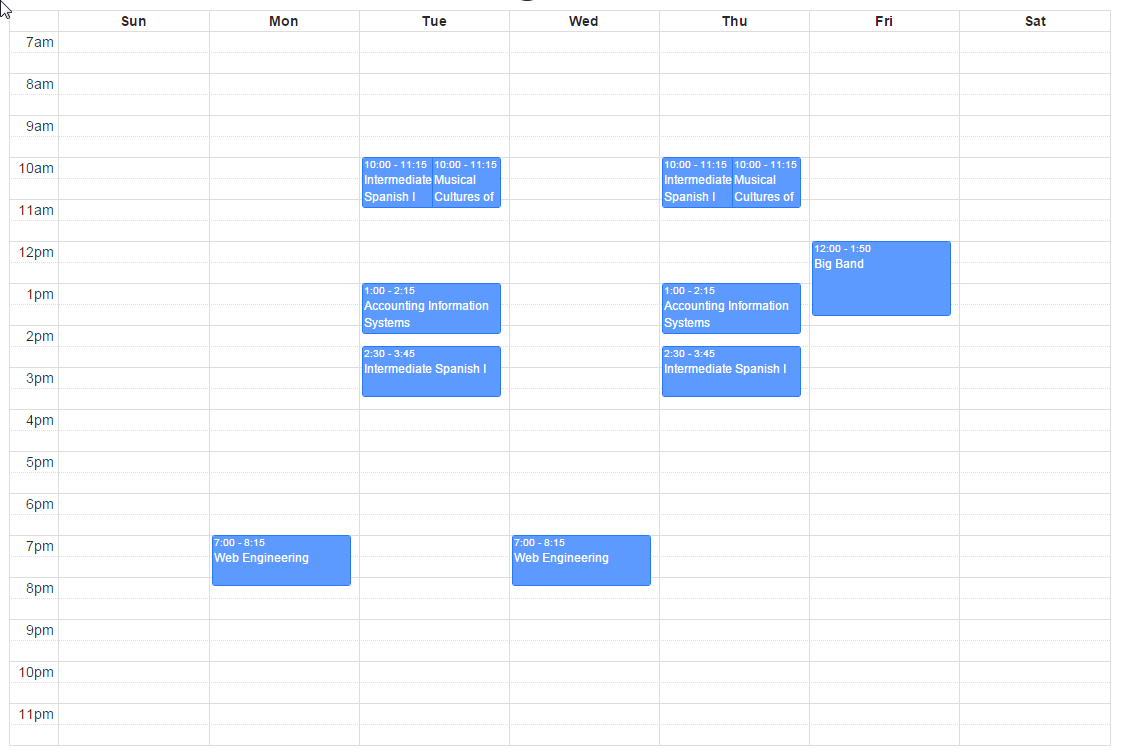 Sun Mon Tue Wed Thu Fri Sat
7am
8am
9am
10am
10:00 - 11:15
Intermediate
Spanish I
10:00 - 11:15
Musical
Cultures of
10:00 - 11:15
Intermediate
Spanish I
10:00 - 11:15
Musical
Cultures of
11am
12pm
12:00 - 1:50
Big Band
1pm
1:00 - 2:15
Accounting Information
Systems
1:00 - 2:15
Accounting Information
Systems
2pm
2:30 - 3:45
Intermediate Spanish I
2:30 - 3:45
Intermediate Spanish I
3pm
4pm
5pm
6pm
7pm
7:00 - 8:15
Web Engineering
7:00 - 8:15
Web Engineering
8pm
9pm
10pm
11pm